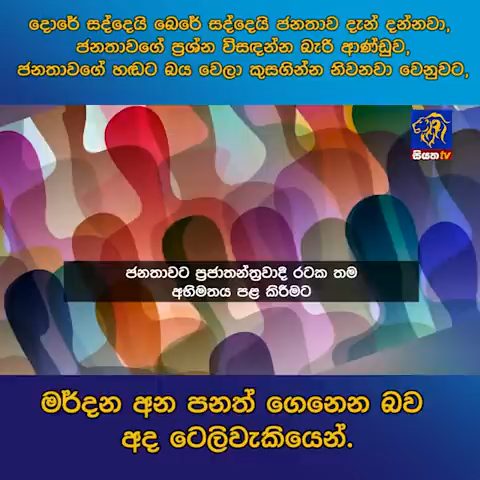 දොරේ සද්දෙයි බෙරේ සද්දෙයි ජනතාව දැන් දන්නවා,
ජනතාවගේ ප්‍රශ්න විසඳන්න බැරි ආණ්ඩුව,
ජනතාවගේ හඬට බය වෙලා කුසගින්න නිවනවා වෙනුවට,
සියත tv
ජනතාවට ප්‍රජාතන්ත්‍රවාදී රටක තම
අභිමතය පළ කිරීමට
මර්දන අන පනත් ගෙනෙන බව
අද ටෙලිවැකියෙන්.